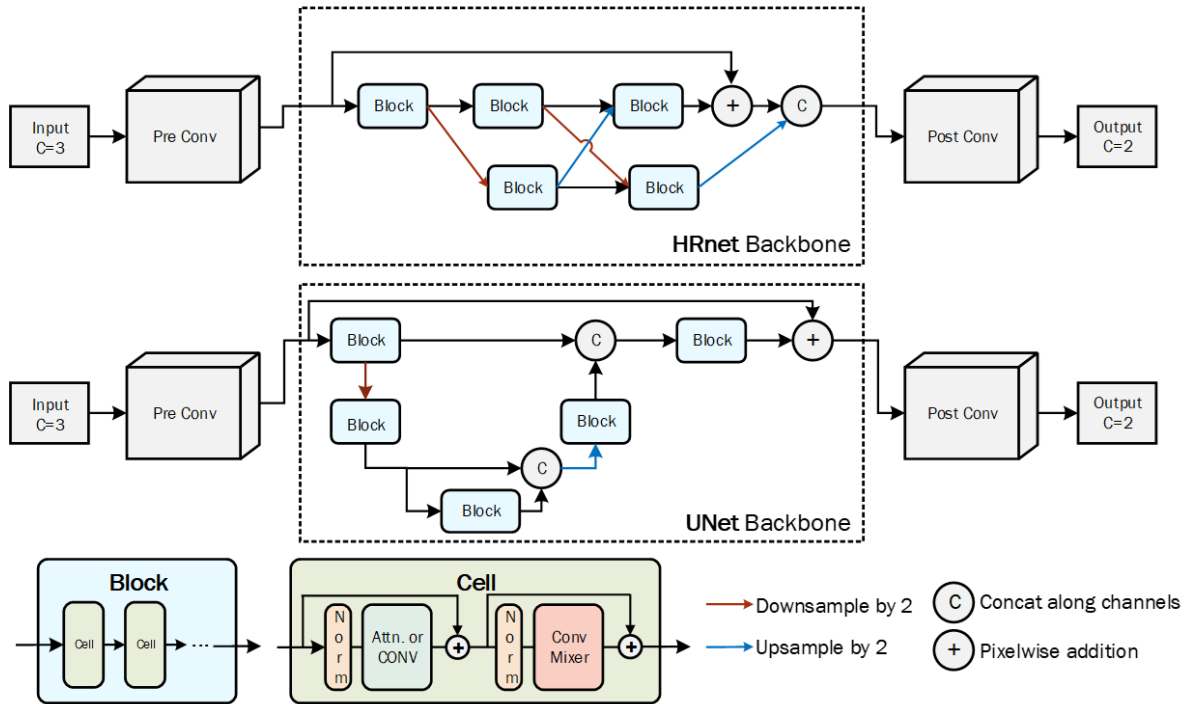 Input
C=3
Pre Conv
Block
Block
Block
+
C
Block
Block
HRnet Backbone
Post Conv
Output
C=2
Input
C=3
Pre Conv
Block
C
Block
+
Block
Block
C
Block
UNet Backbone
Post Conv
Output
C=2
Block
Cell
Cell
...
Cell
Norm
Attn. or
CONV
+
Norm
Conv
Mixer
+
Downsample by 2
Upsample by 2
C
Concat along channels
+
Pixelwise addition